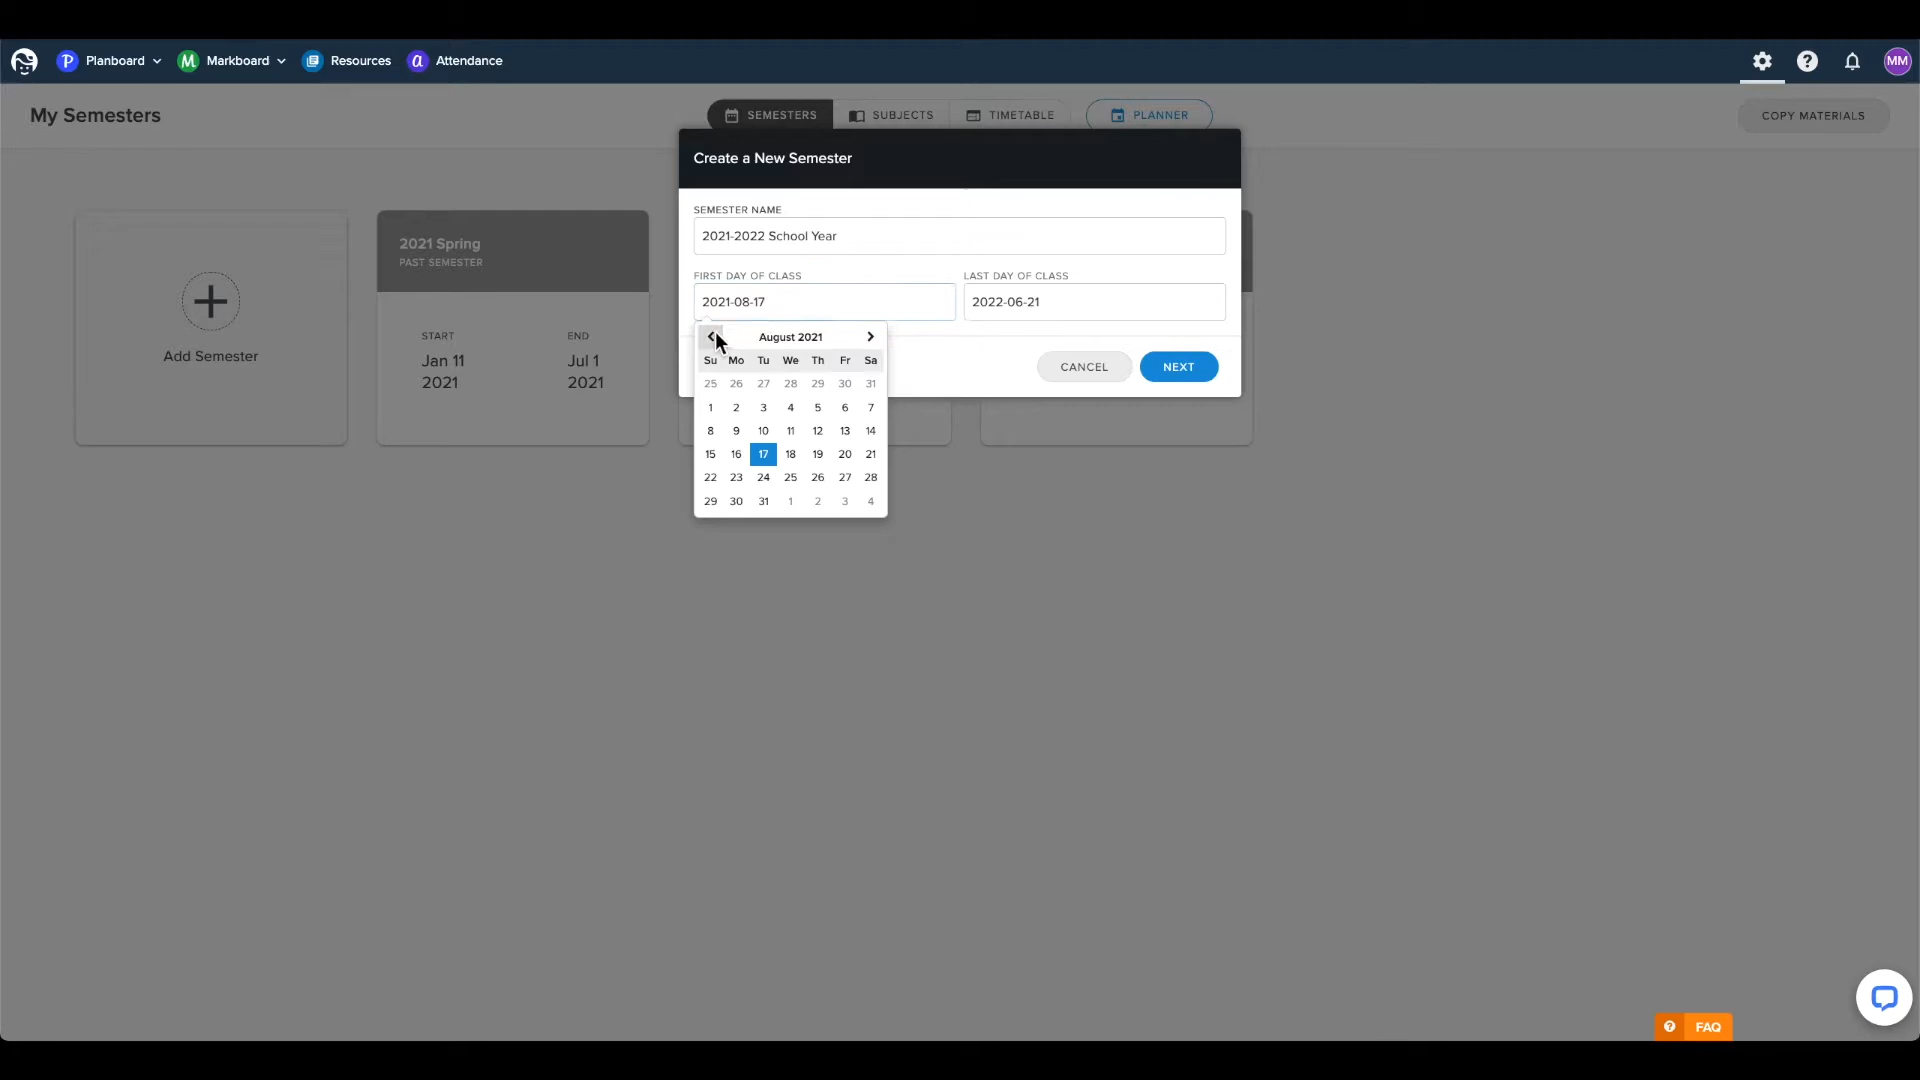 Planboard
Markboard
Resources
Attendance
MM
My Semesters
SEMESTERS
SUBJECTS
TIMETABLE
PLANNER
COPY MATERIALS
Create a New Semester
SEMESTER NAME
2021-2022 School Year
FIRST DAY OF CLASS
LAST DAY OF CLASS
2021-08-17
2022-06-21
August 2021
Su Mo Tu We Th Fr Sa
25 26 27 28 29 30 31
1 2 3 4 5 6 7
8 9 10 11 12 13 14
15 16 17 18 19 20 21
22 23 24 25 26 27 28
29 30 31 1 2 3 4
CANCEL
NEXT
Add Semester
2021 Spring
PAST SEMESTER
START
END
Jan 11
2021
Jul 1
2021
FAQ